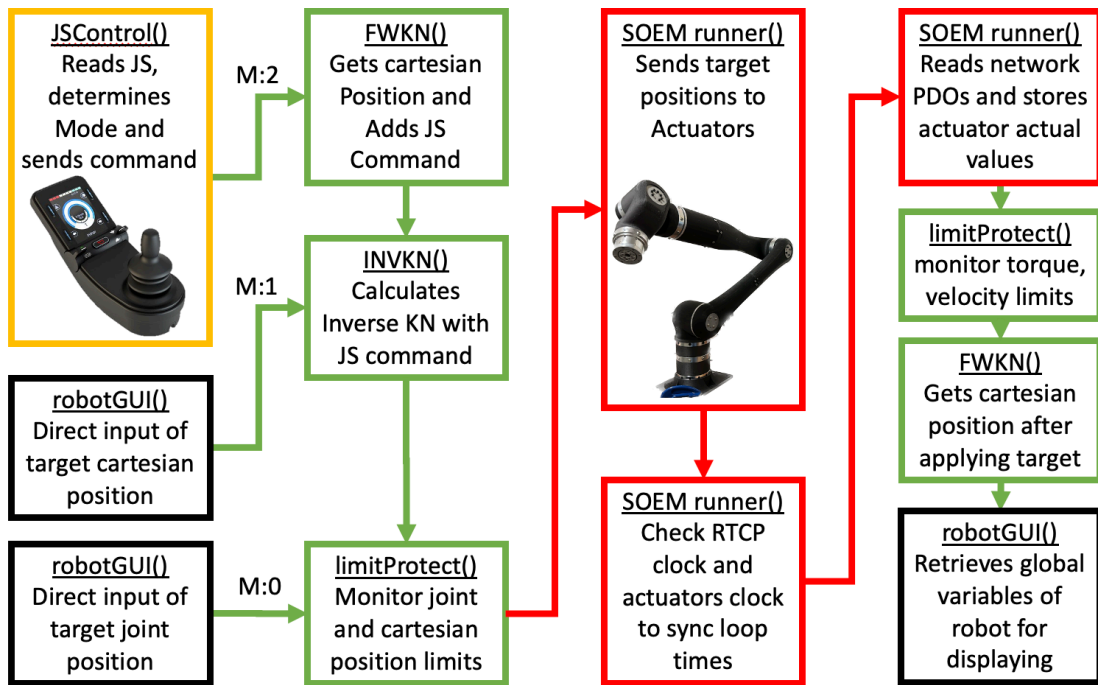 JSControl()
Reads JS,
determines
Mode and
sends command
M:2
FWKN()
Gets cartesian
Position and
Adds JS
Command
M:1
INVKN()
Calculates
Inverse KN with
JS command
robotGUI()
Direct input of
target cartesian
position
robotGUI()
Direct input of
target joint
position
M:0
limitProtect()
Monitor joint
and cartesian
position limits
SOEM runner()
Sends target
positions to
Actuators
SOEM runner()
Check RTCP
clock and
actuators clock
to sync loop
times
SOEM runner()
Reads network
PDOs and stores
actuator actual
values
limitProtect()
monitor torque,
velocity limits
FWKN()
Gets cartesian
position after
applying target
robotGUI()
Retrieves global
variables of
robot for
displaying